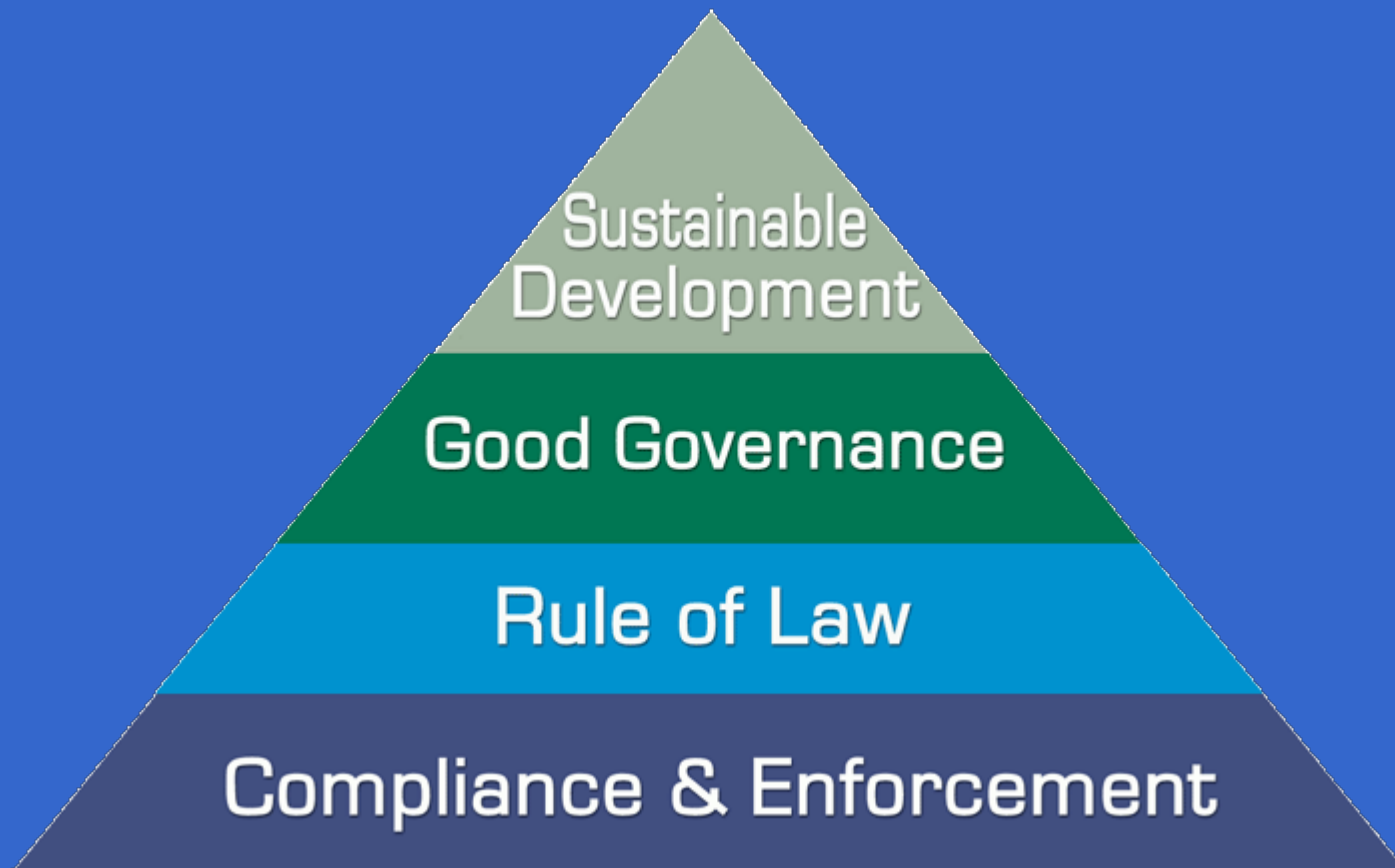 Sustainable
Development
Good Governance
Rule of Law
Compliance & Enforcement